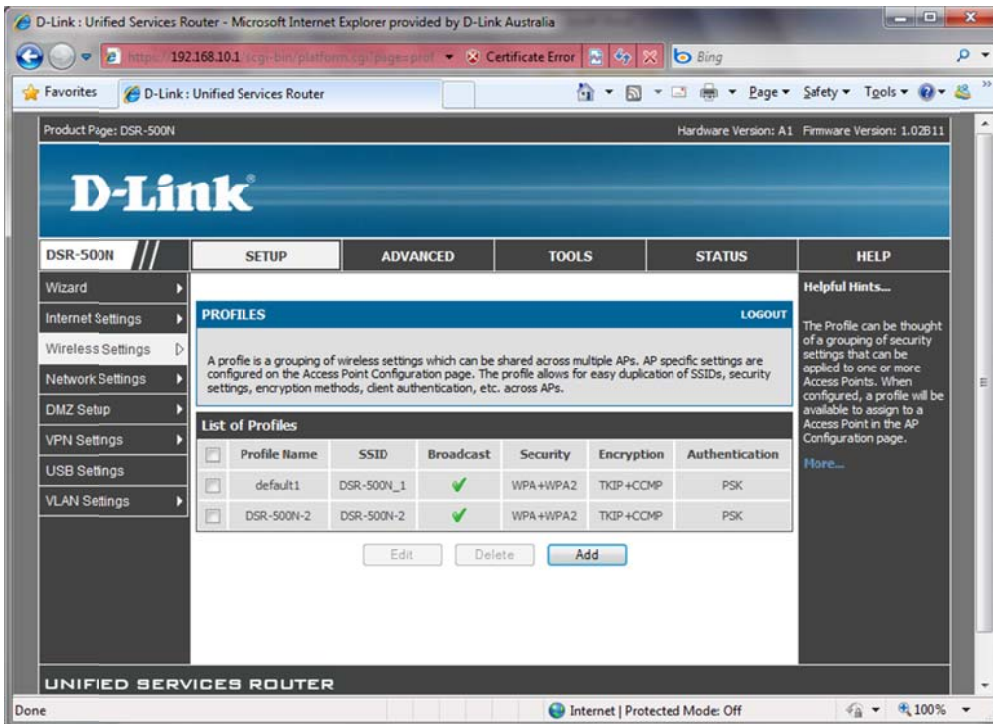 D-Link : Unified Services Router - Microsoft Internet Explorer provided by D-Link Australia
https://192.168.10.1/scgi-bin/platform.cgi?page=prof
Certificate Error
Bing
Favorites
D-Link : Unified Services Router
Page
Safety
Tools
Product Page: DSR-500N
Hardware Version: A1 Firmware Version: 1.02B11
D-Link®
DSR-500N
SETUP
ADVANCED
TOOLS
STATUS
HELP
Wizard
Internet Settings
Wireless Settings
Network Settings
DMZ Setup
VPN Settings
USB Settings
VLAN Settings
PROFILES
LOGOUT
A profile is a grouping of wireless settings which can be shared across multiple APs. AP specific settings are
configured on the Access Point Configuration page. The profile allows for easy duplication of SSIDs, security
settings, encryption methods, client authentication, etc. across APs.
List of Profiles
Profile Name SSID Broadcast Security Encryption Authentication
default1 DSR-500N_1 WPA+WPA2 TKIP+CCMP PSK
DSR-500N-2 DSR-500N-2 WPA+WPA2 TKIP+CCMP PSK
Edit
Delete
Add
Helpful Hints...
The Profile can be thought
of a grouping of security
settings that can be
applied to one or more
Access Points. When
configured, a profile will be
available to assign to a
Access Point in the AP
Configuration page.
More...
UNIFIED SERVICES ROUTER
Done
Internet | Protected Mode: Off
100%